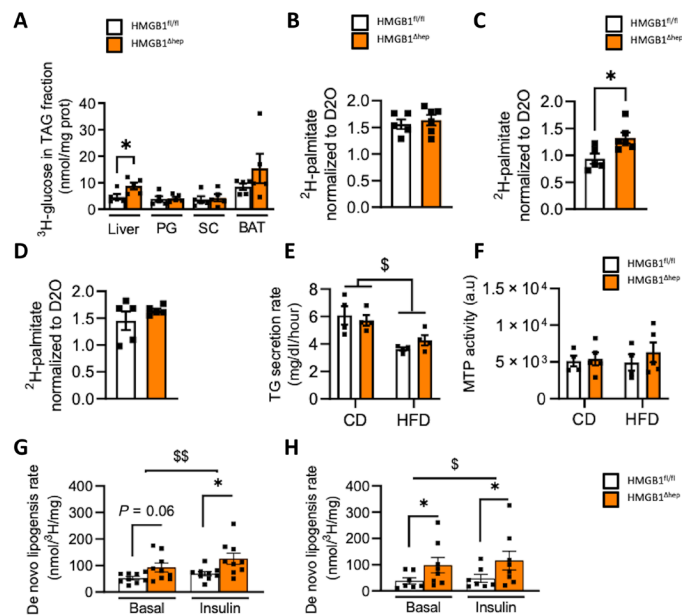 A
HMGB1fl/fl
HMGB1Δhep
³H-glucose in TAG fraction
(nmol/mg prot)
40
30
20
10
0
*
Liver
PG
SC
BAT
B
HMGB1fl/fl
HMGB1Δhep
²H-palmitate
normalized to D2O
2.0
1.5
1.0
0.5
0.0
C
HMGB1fl/fl
HMGB1Δhep
²H-palmitate
normalized to D2O
2.0
1.5
1.0
0.5
0.0
*
D
²H-palmitate
normalized to D2O
2.0
1.5
1.0
0.5
0.0
E
TG secretion rate
(mg/dl/hour)
8
6
4
2
0
$
CD
HFD
F
HMGB1fl/fl
HMGB1Δhep
MTP activity (a.u)
1.5 × 10⁴
1 × 10⁴
5 × 10³
0
CD
HFD
G
De novo lipogenesis rate
(nmol/³H/mg)
400
300
200
100
0
$$
P = 0.06
*
Basal
Insulin
H
HMGB1fl/fl
HMGB1Δhep
De novo lipogenesis rate
(nmol/³H/mg)
400
300
200
100
0
$
*
*
Basal
Insulin